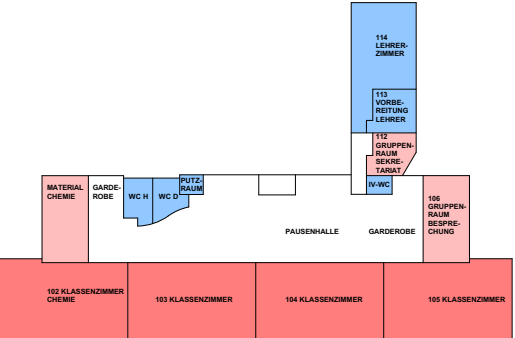 114
LEHRER-
ZIMMER
113
VORBE-
REITUNG
LEHRER
112
GRUPPEN-
RAUM
SEKRE-
TARIAT
MATERIAL
CHEMIE
GARDE-
ROBE
WC H
WC D
PUTZ-
RAUM
IV-WC
106
GRUPPEN-
RAUM
BESPRE-
CHUNG
PAUSENHALLE
GARDEROBE
102 KLASSENZIMMER
CHEMIE
103 KLASSENZIMMER
104 KLASSENZIMMER
105 KLASSENZIMMER